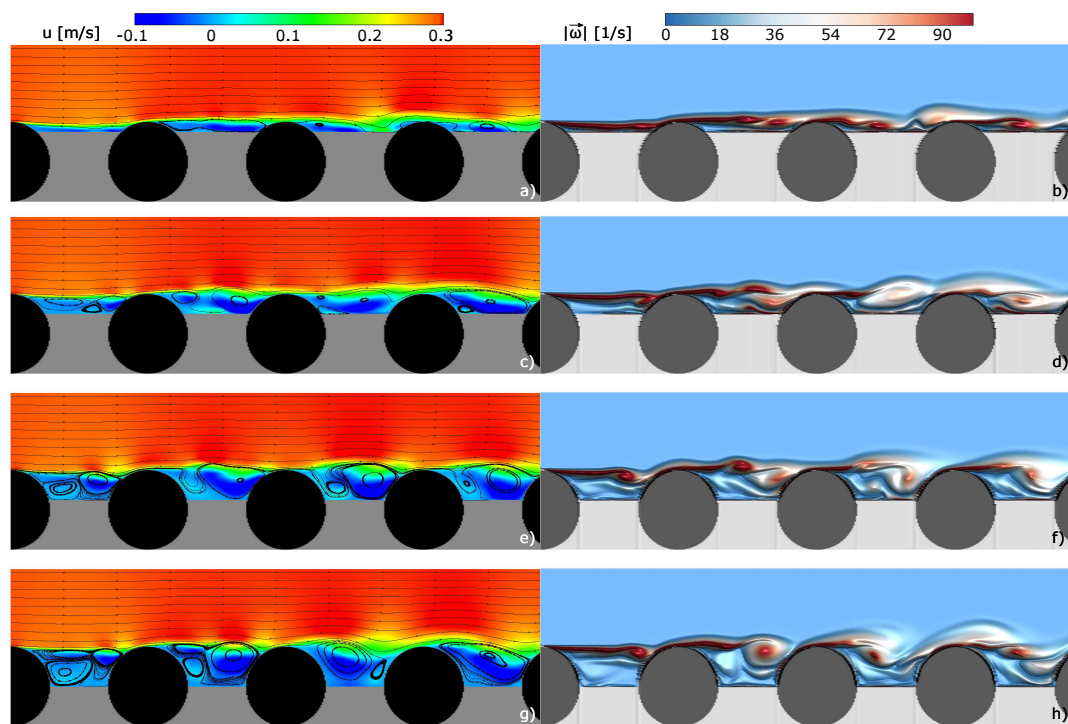 u [m/s] -0.1 0 0.1 0.2 0.3
|ω⃗| [1/s] 0 18 36 54 72 90
a) b)
c) d)
e) f)
g) h)